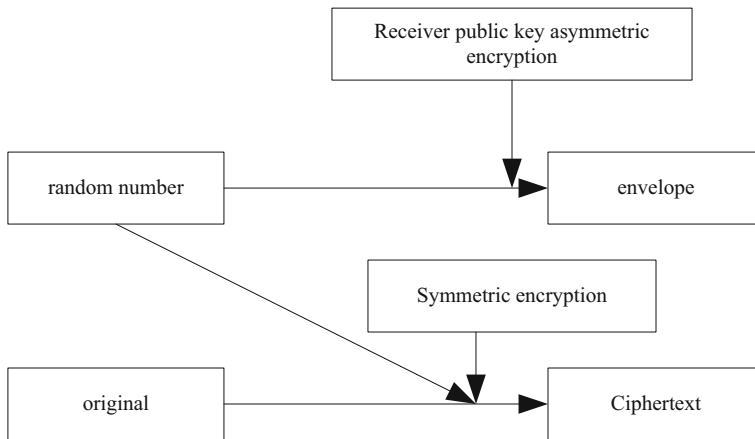 Receiver public key asymmetric
encryption
random number
envelope
Symmetric encryption
original
Ciphertext